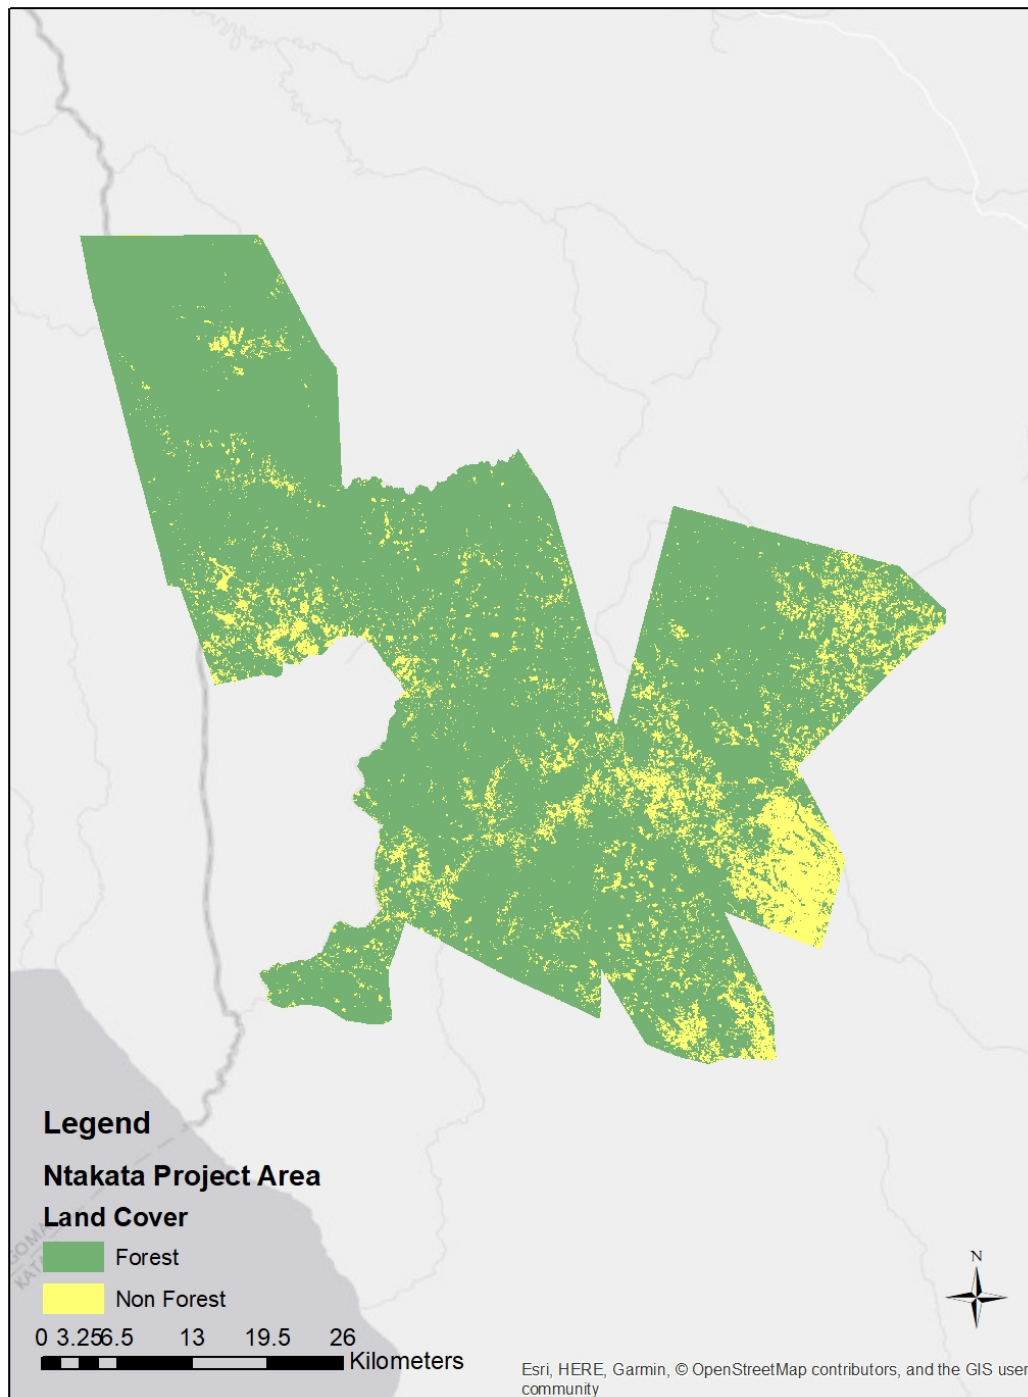 Legend
Ntakata Project Area
Land Cover
Forest
Non Forest
0 3.25 6.5 13 19.5 26
Kilometers
N
Esri, HERE, Garmin, © OpenStreetMap contributors, and the GIS user
community